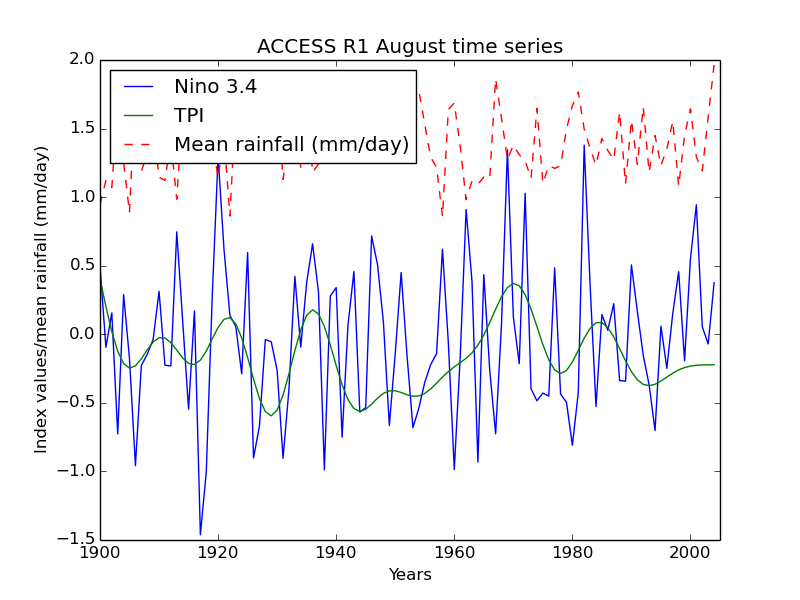 ACCESS R1 August time series
Nino 3.4
TPI
Mean rainfall (mm/day)
Index values/mean rainfall (mm/day)
2.0
1.5
1.0
0.5
0.0
−0.5
−1.0
−1.5
1900 1920 1940 1960 1980 2000
Years